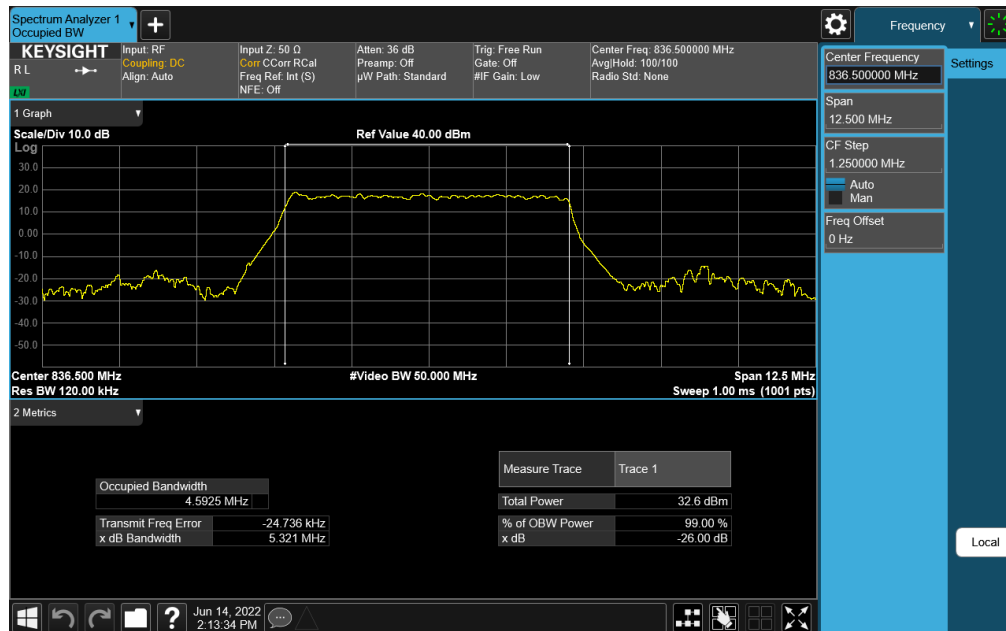 Spectrum Analyzer 1
Occupied BW
Frequency
KEYSIGHT
R L
LXI
Input: RF
Coupling: DC
Align: Auto
Input Z: 50 Ω
Corr CCorr RCal
Freq Ref: Int (S)
NFE: Off
Atten: 36 dB
Preamp: Off
µW Path: Standard
Trig: Free Run
Gate: Off
#IF Gain: Low
Center Freq: 836.500000 MHz
Avg|Hold: 100/100
Radio Std: None
Center Frequency
836.500000 MHz
Settings
Span
12.500 MHz
CF Step
1.250000 MHz
Auto
Man
Freq Offset
0 Hz
Local
1 Graph
Scale/Div 10.0 dB
Ref Value 40.00 dBm
Log
30.0
20.0
10.0
0.00
-10.0
-20.0
-30.0
-40.0
-50.0
Center 836.500 MHz
#Video BW 50.000 MHz
Span 12.5 MHz
Res BW 120.00 kHz
Sweep 1.00 ms (1001 pts)
2 Metrics
Occupied Bandwidth
4.5925 MHz
Transmit Freq Error -24.736 kHz
x dB Bandwidth 5.321 MHz
Measure Trace Trace 1
Total Power 32.6 dBm
% of OBW Power 99.00 %
x dB -26.00 dB
Jun 14, 2022
2:13:34 PM